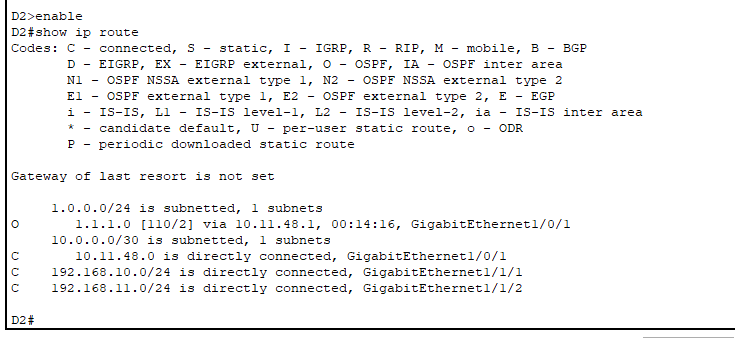 D2>enable
D2#show ip route
Codes: C - connected, S - static, I - IGRP, R - RIP, M - mobile, B - BGP
       D - EIGRP, EX - EIGRP external, O - OSPF, IA - OSPF inter area
       N1 - OSPF NSSA external type 1, N2 - OSPF NSSA external type 2
       E1 - OSPF external type 1, E2 - OSPF external type 2, E - EGP
       i - IS-IS, L1 - IS-IS level-1, L2 - IS-IS level-2, ia - IS-IS inter area
       * - candidate default, U - per-user static route, o - ODR
       P - periodic downloaded static route
Gateway of last resort is not set
     1.0.0.0/24 is subnetted, 1 subnets
O       1.1.1.0 [110/2] via 10.11.48.1, 00:14:16, GigabitEthernet1/0/1
     10.0.0.0/30 is subnetted, 1 subnets
C       10.11.48.0 is directly connected, GigabitEthernet1/0/1
C    192.168.10.0/24 is directly connected, GigabitEthernet1/1/1
C    192.168.11.0/24 is directly connected, GigabitEthernet1/1/2
D2#